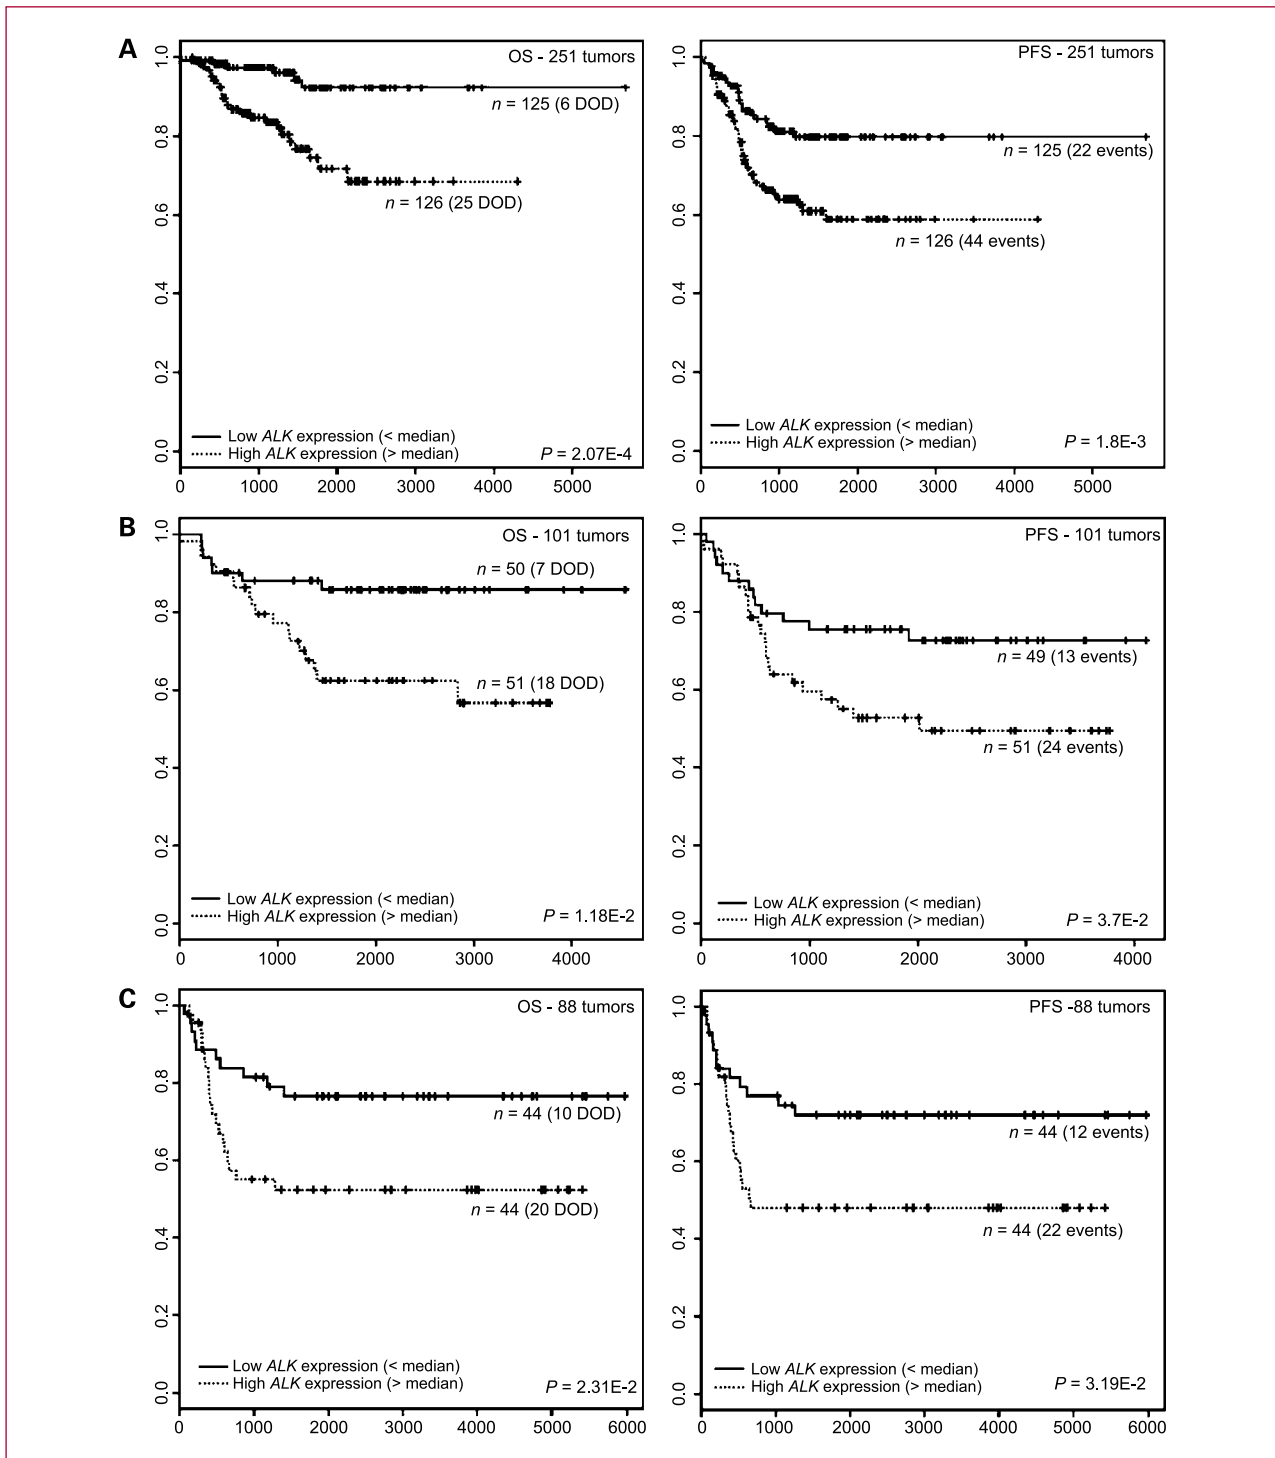 A
OS - 251 tumors
1.0
0.8
0.6
0.4
0.2
0.0
n = 125 (6 DOD)
n = 126 (25 DOD)
Low ALK expression (< median)
High ALK expression (> median)
P = 2.07E-4
0 1000 2000 3000 4000 5000
PFS - 251 tumors
1.0
0.8
0.6
0.4
0.2
0.0
n = 125 (22 events)
n = 126 (44 events)
Low ALK expression (< median)
High ALK expression (> median)
P = 1.8E-3
0 1000 2000 3000 4000 5000
B
OS - 101 tumors
1.0
0.8
0.6
0.4
0.2
0.0
n = 50 (7 DOD)
n = 51 (18 DOD)
Low ALK expression (< median)
High ALK expression (> median)
P = 1.18E-2
0 1000 2000 3000 4000
PFS - 101 tumors
1.0
0.8
0.6
0.4
0.2
0.0
n = 49 (13 events)
n = 51 (24 events)
Low ALK expression (< median)
High ALK expression (> median)
P = 3.7E-2
0 1000 2000 3000 4000
C
OS - 88 tumors
1.0
0.8
0.6
0.4
0.2
0.0
n = 44 (10 DOD)
n = 44 (20 DOD)
Low ALK expression (< median)
High ALK expression (> median)
P = 2.31E-2
0 1000 2000 3000 4000 5000 6000
PFS -88 tumors
1.0
0.8
0.6
0.4
0.2
0.0
n = 44 (12 events)
n = 44 (22 events)
Low ALK expression (< median)
High ALK expression (> median)
P = 3.19E-2
0 1000 2000 3000 4000 5000 6000